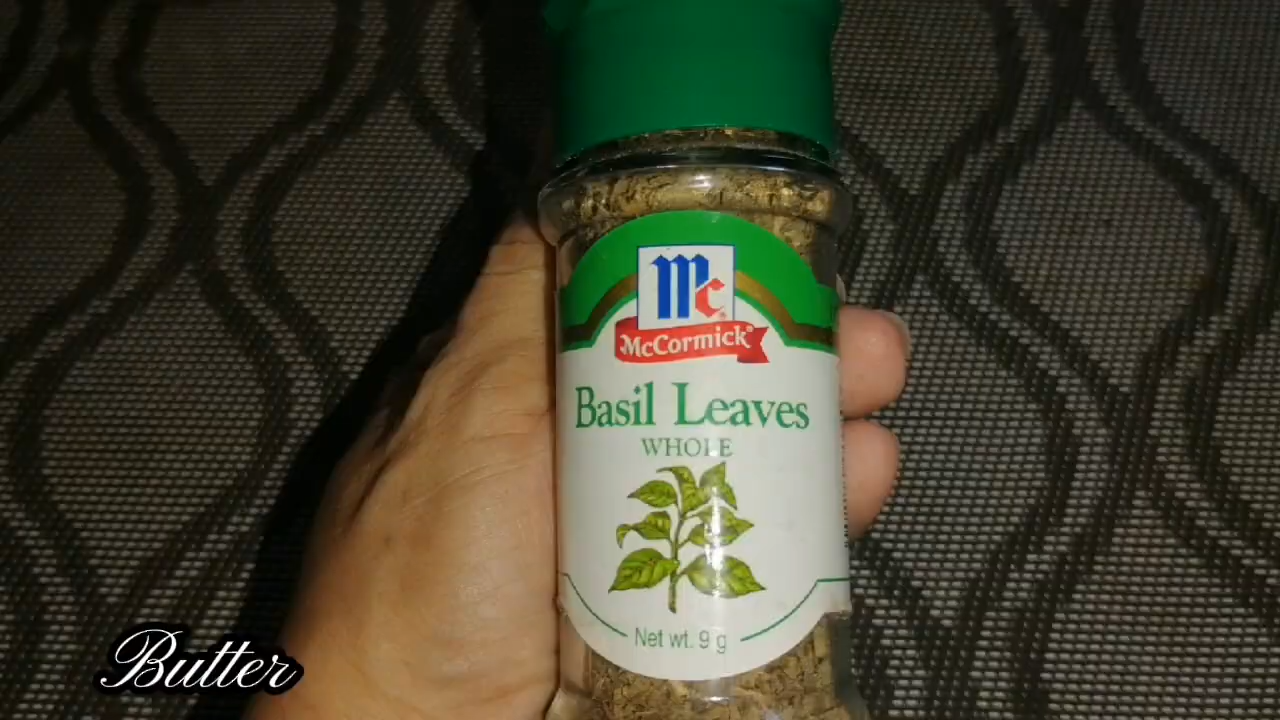 Mc
McCormick®
Basil Leaves
WHOLE
Net wt. 9 g
Butter